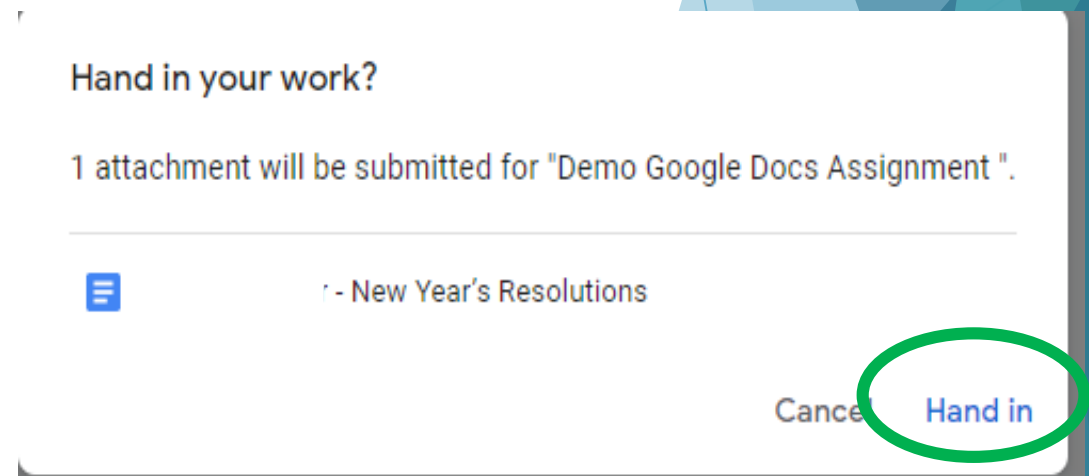 Hand in your work?
1 attachment will be submitted for "Demo Google Docs Assignment ".
- New Year's Resolutions
Cancel Hand in